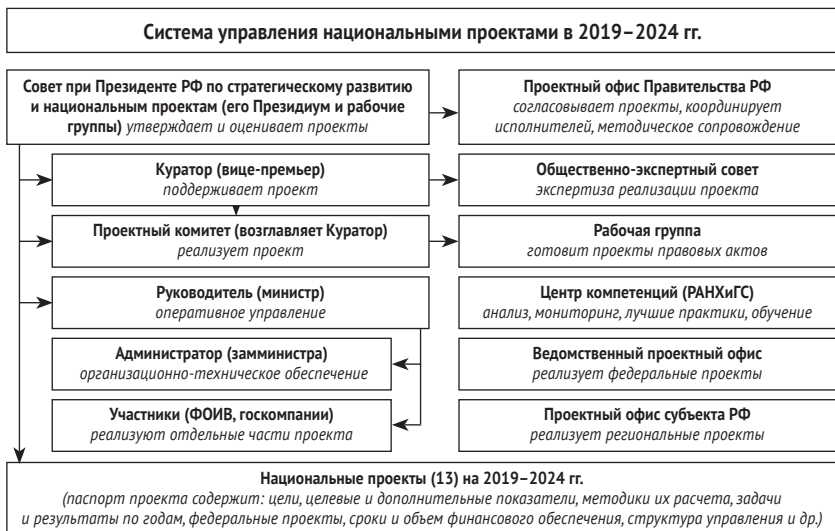 Система управления национальными проектами в 2019–2024 гг.
Совет при Президенте РФ по стратегическому развитию
и национальным проектам (его Президиум и рабочие
группы) утверждает и оценивает проекты
Проектный офис Правительства РФ
согласовывает проекты, координирует
исполнителей, методическое сопровождение
Куратор (вице-премьер)
поддерживает проект
Общественно-экспертный совет
экспертиза реализации проекта
Проектный комитет (возглавляет Куратор)
реализует проект
Рабочая группа
готовит проекты правовых актов
Руководитель (министр)
оперативное управление
Центр компетенций (РАНХиГС)
анализ, мониторинг, лучшие практики, обучение
Администратор (замминистра)
организационно-техническое обеспечение
Ведомственный проектный офис
реализует федеральные проекты
Участники (ФОИВ, госкомпании)
реализуют отдельные части проекта
Проектный офис субъекта РФ
реализует региональные проекты
Национальные проекты (13) на 2019–2024 гг.
(паспорт проекта содержит: цели, целевые и дополнительные показатели, методики их расчета, задачи
и результаты по годам, федеральные проекты, сроки и объем финансового обеспечения, структура управления и др.)